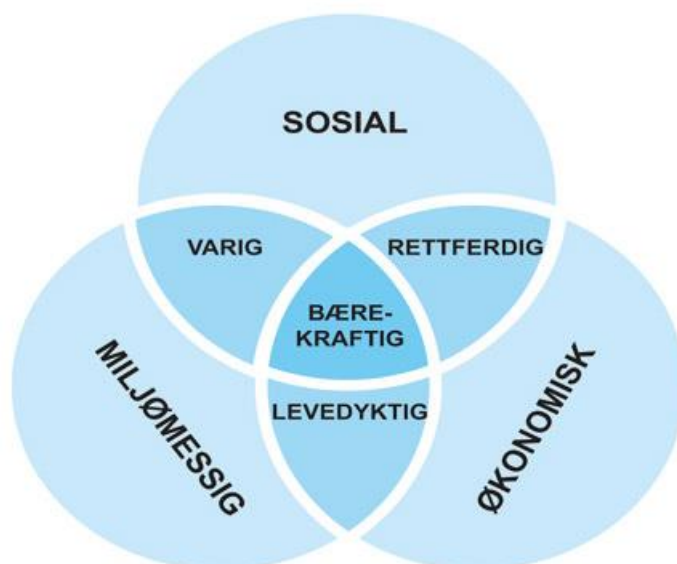 SOSIAL
VARIG
RETTFERDIG
BÆRE-
KRAFTIG
MILJØMESSIG
LEVEDYKTIG
ØKONOMISK